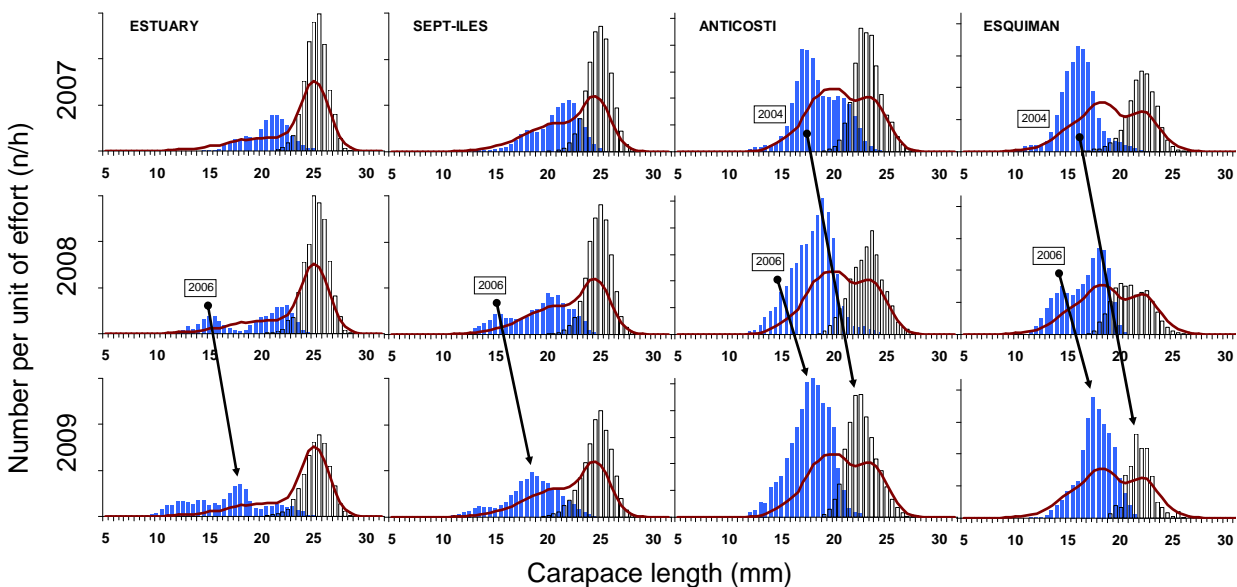 ESTUARY SEPT-ILES ANTICOSTI ESQUIMAN
2007
2004 2004
5 10 15 20 25 30 5 10 15 20 25 30 5 10 15 20 25 30 5 10 15 20 25 30
Number per unit of effort (n/h)
2008
2006 2006 2006 2006
5 10 15 20 25 30 5 10 15 20 25 30 5 10 15 20 25 30 5 10 15 20 25 30
2009
5 10 15 20 25 30 5 10 15 20 25 30 5 10 15 20 25 30 5 10 15 20 25 30
Carapace length (mm)